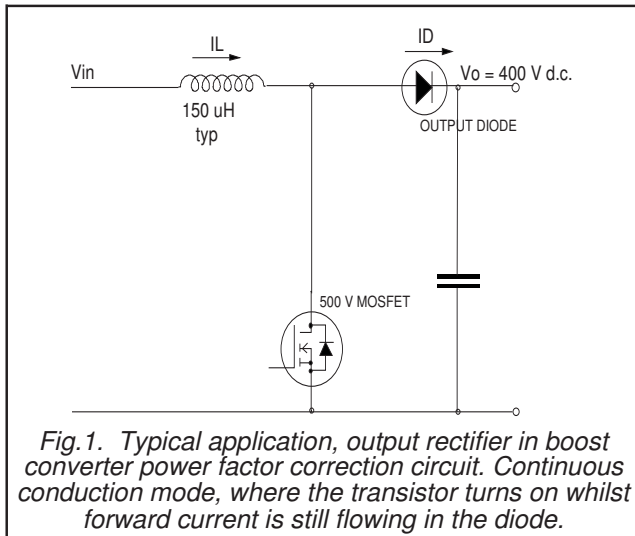 IL
ID
Vin
Vo = 400 V d.c.
150 uH
typ
OUTPUT DIODE
500 V MOSFET
Fig.1. Typical application, output rectifier in boost
converter power factor correction circuit. Continuous
conduction mode, where the transistor turns on whilst
forward current is still flowing in the diode.